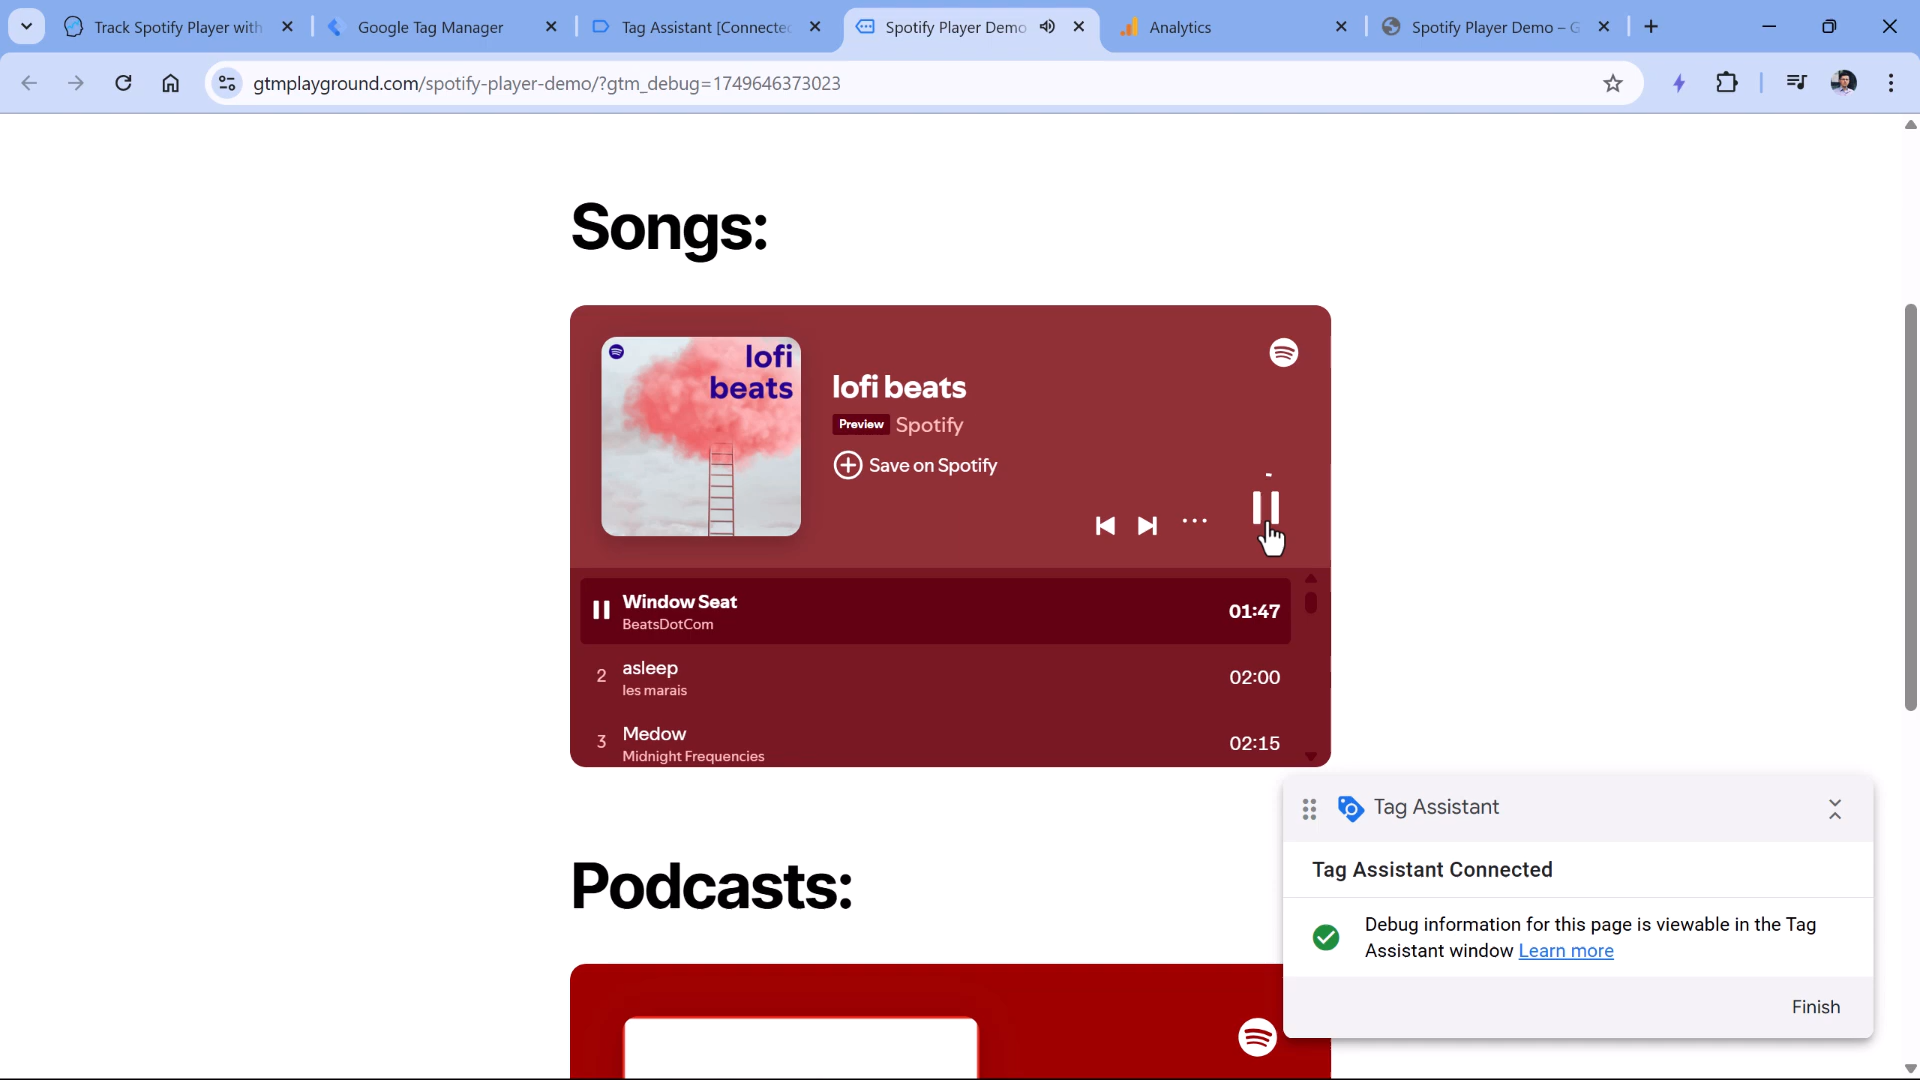 Track Spotify Player with
Google Tag Manager
Tag Assistant [Connected
Spotify Player Demo
Analytics
Spotify Player Demo – G
gtmplayground.com/spotify-player-demo/?gtm_debug=1749646373023
Songs:
lofi
beats
lofi beats
Preview Spotify
Save on Spotify
Window Seat
BeatsDotCom
01:47
2
asleep
les marais
02:00
3
Medow
Midnight Frequencies
02:15
Podcasts:
Tag Assistant
Tag Assistant Connected
Debug information for this page is viewable in the Tag
Assistant window Learn more
Finish